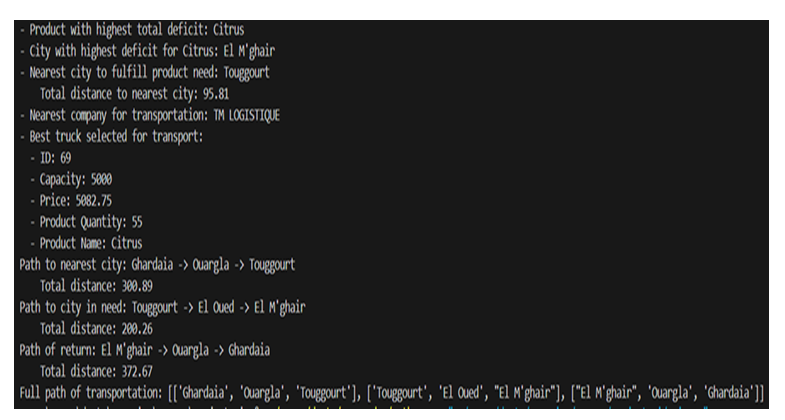 - Product with highest total deficit: Citrus
- City with highest deficit for Citrus: El M'ghair
- Nearest city to fulfill product need: Touggourt
Total distance to nearest city: 95.81
- Nearest company for transportation: TM LOGISTIQUE
- Best truck selected for transport:
- ID: 69
- Capacity: 5000
- Price: 5082.75
- Product Quantity: 55
- Product Name: Citrus
Path to nearest city: Ghardaia -> Ouargla -> Touggourt
Total distance: 300.89
Path to city in need: Touggourt -> El Oued -> El M'ghair
Total distance: 200.26
Path of return: El M'ghair -> Ouargla -> Ghardaia
Total distance: 372.67
Full path of transportation: [['Ghardaia', 'Ouargla', 'Touggourt'], ['Touggourt', 'El Oued', "El M'ghair"], ["El M'ghair", 'Ouargla', 'Ghardaia']]